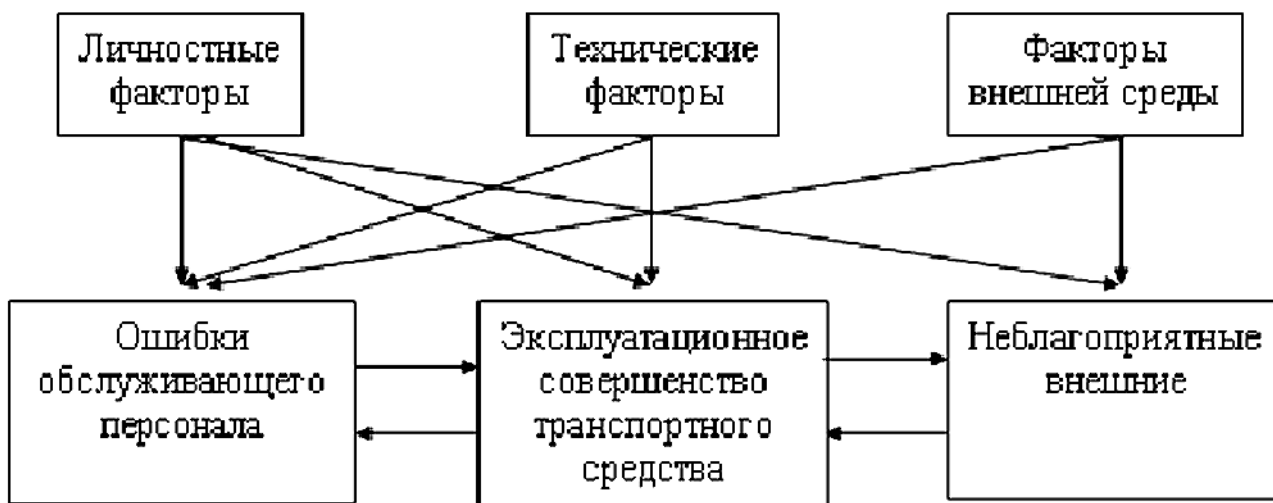 Личностные
факторы
Технические
факторы
Факторы
внешней среды
Ошибки
обслуживающего
персонала
Эксплуатационное
совершенство
транспортного
средства
Неблагоприятные
внешние